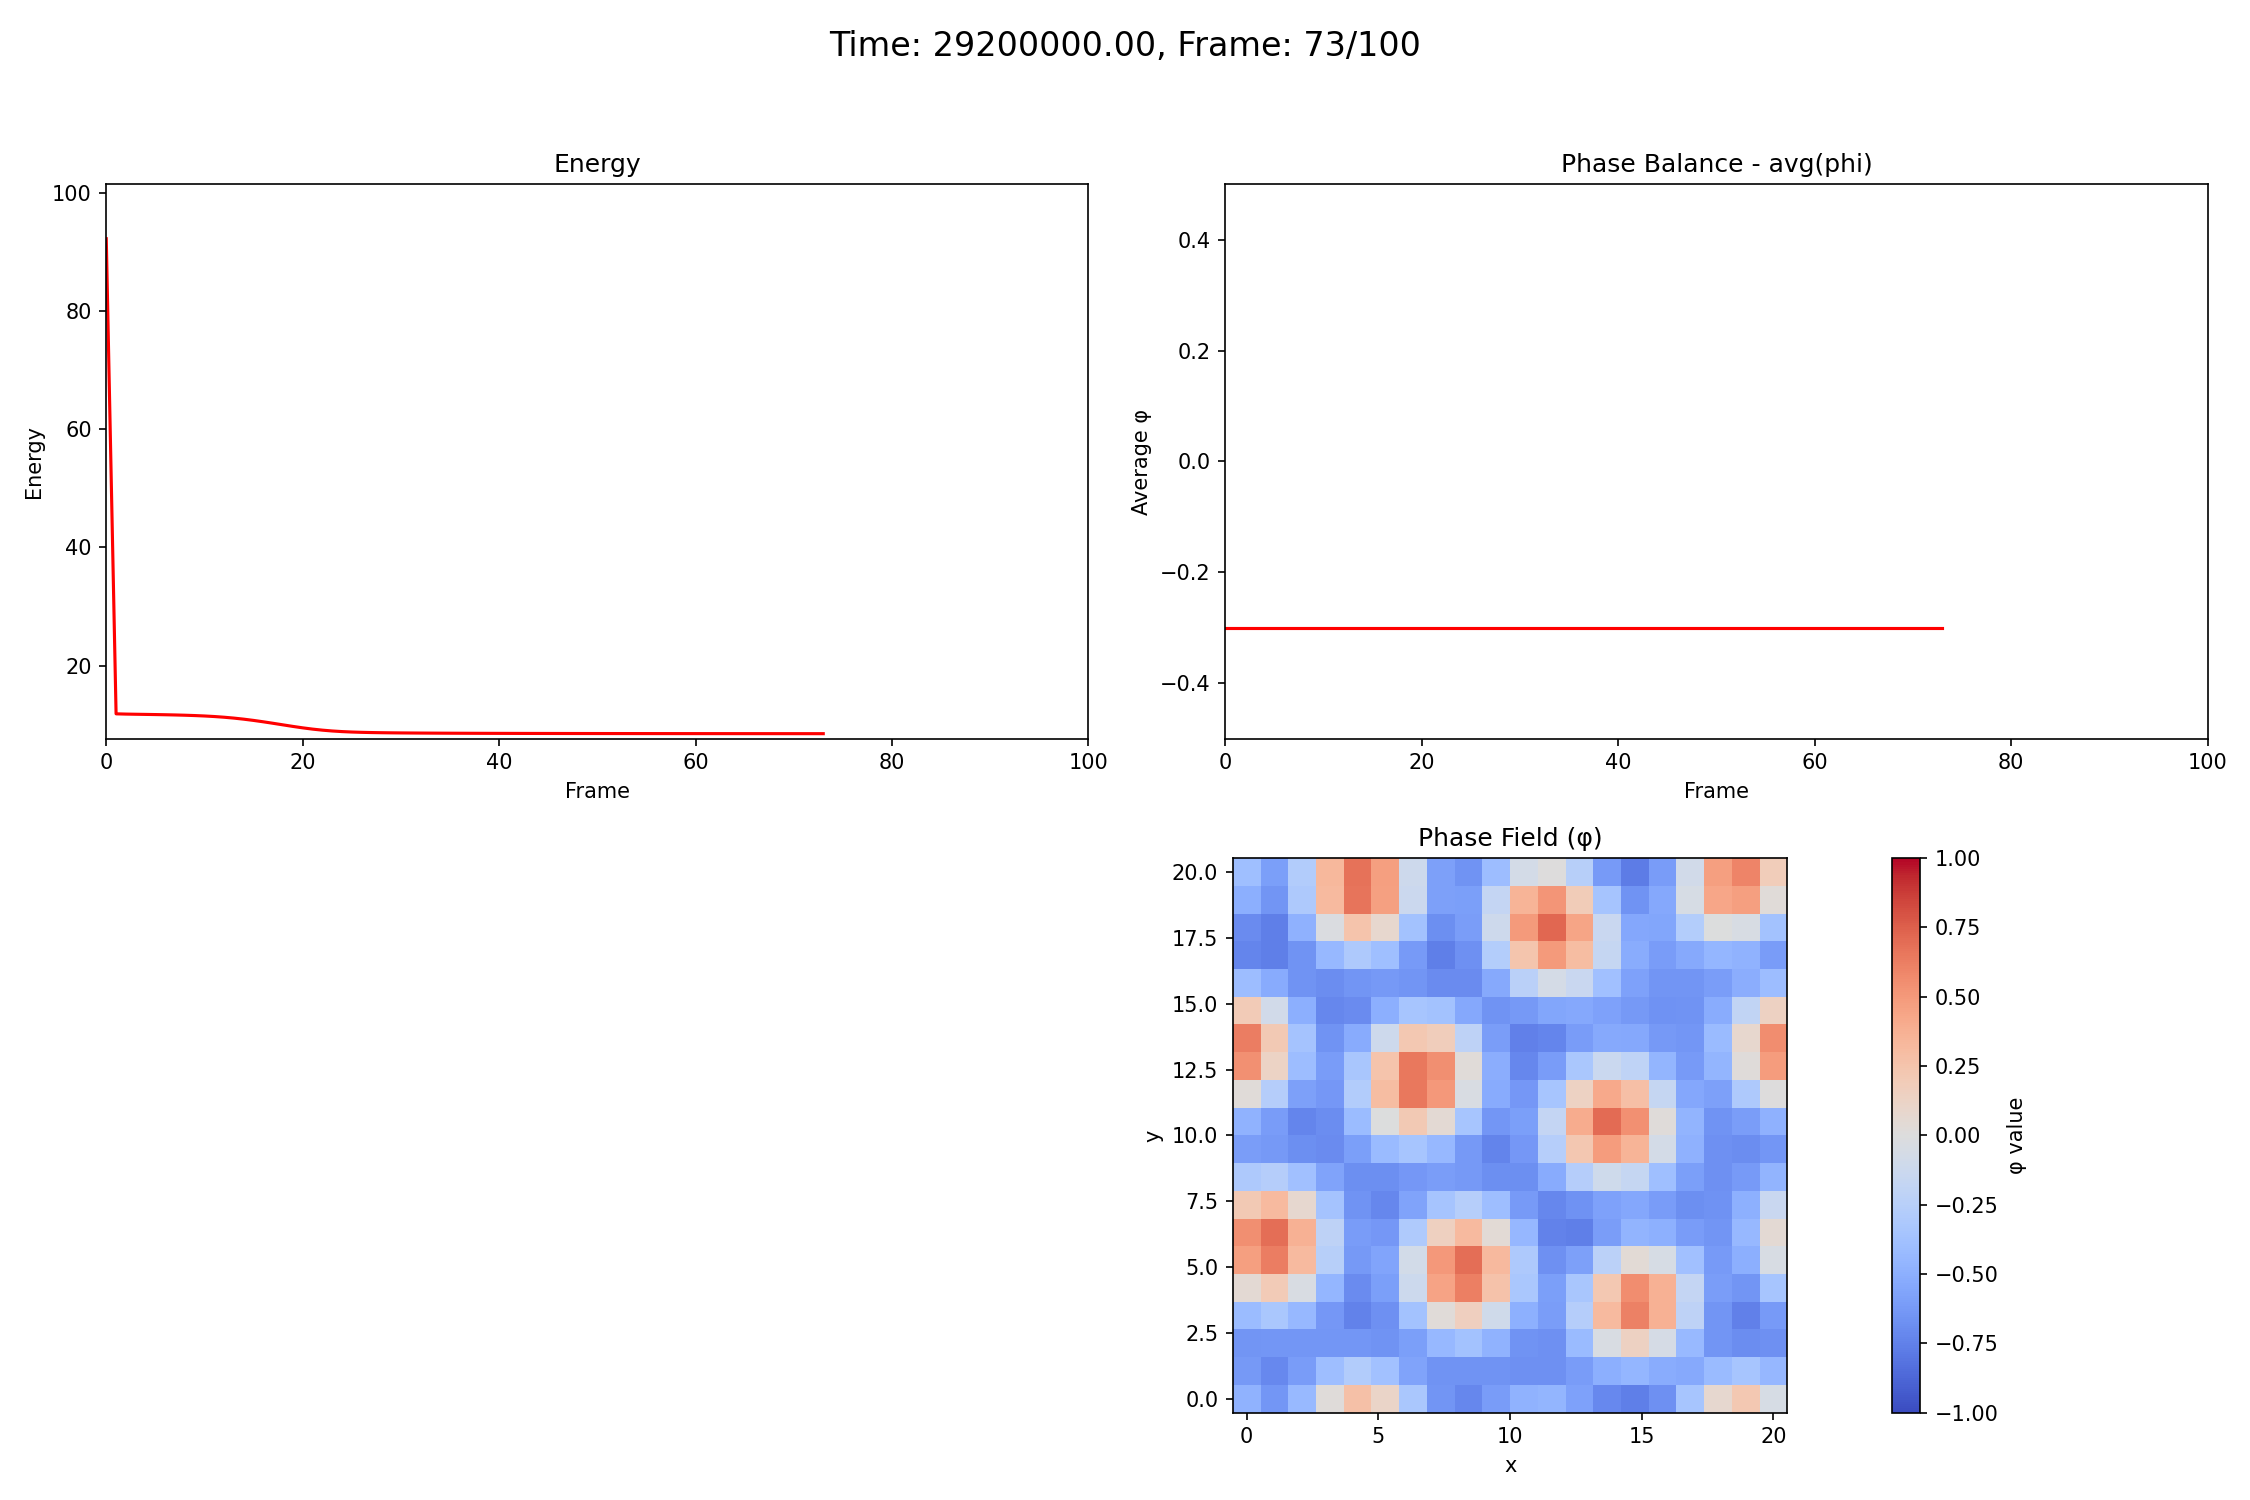 Time: 29200000.00, Frame: 73/100
Energy
100
80
60
40
20
Energy
0 20 40 60 80 100
Frame
Phase Balance - avg(phi)
0.4
0.2
0.0
−0.2
−0.4
Average φ
0 20 40 60 80 100
Frame
Phase Field (φ)
20.0
17.5
15.0
12.5
10.0
7.5
5.0
2.5
0.0
y
0 5 10 15 20
x
1.00
0.75
0.50
0.25
0.00
−0.25
−0.50
−0.75
−1.00
φ value